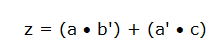 z = (a • b') + (a' • c)